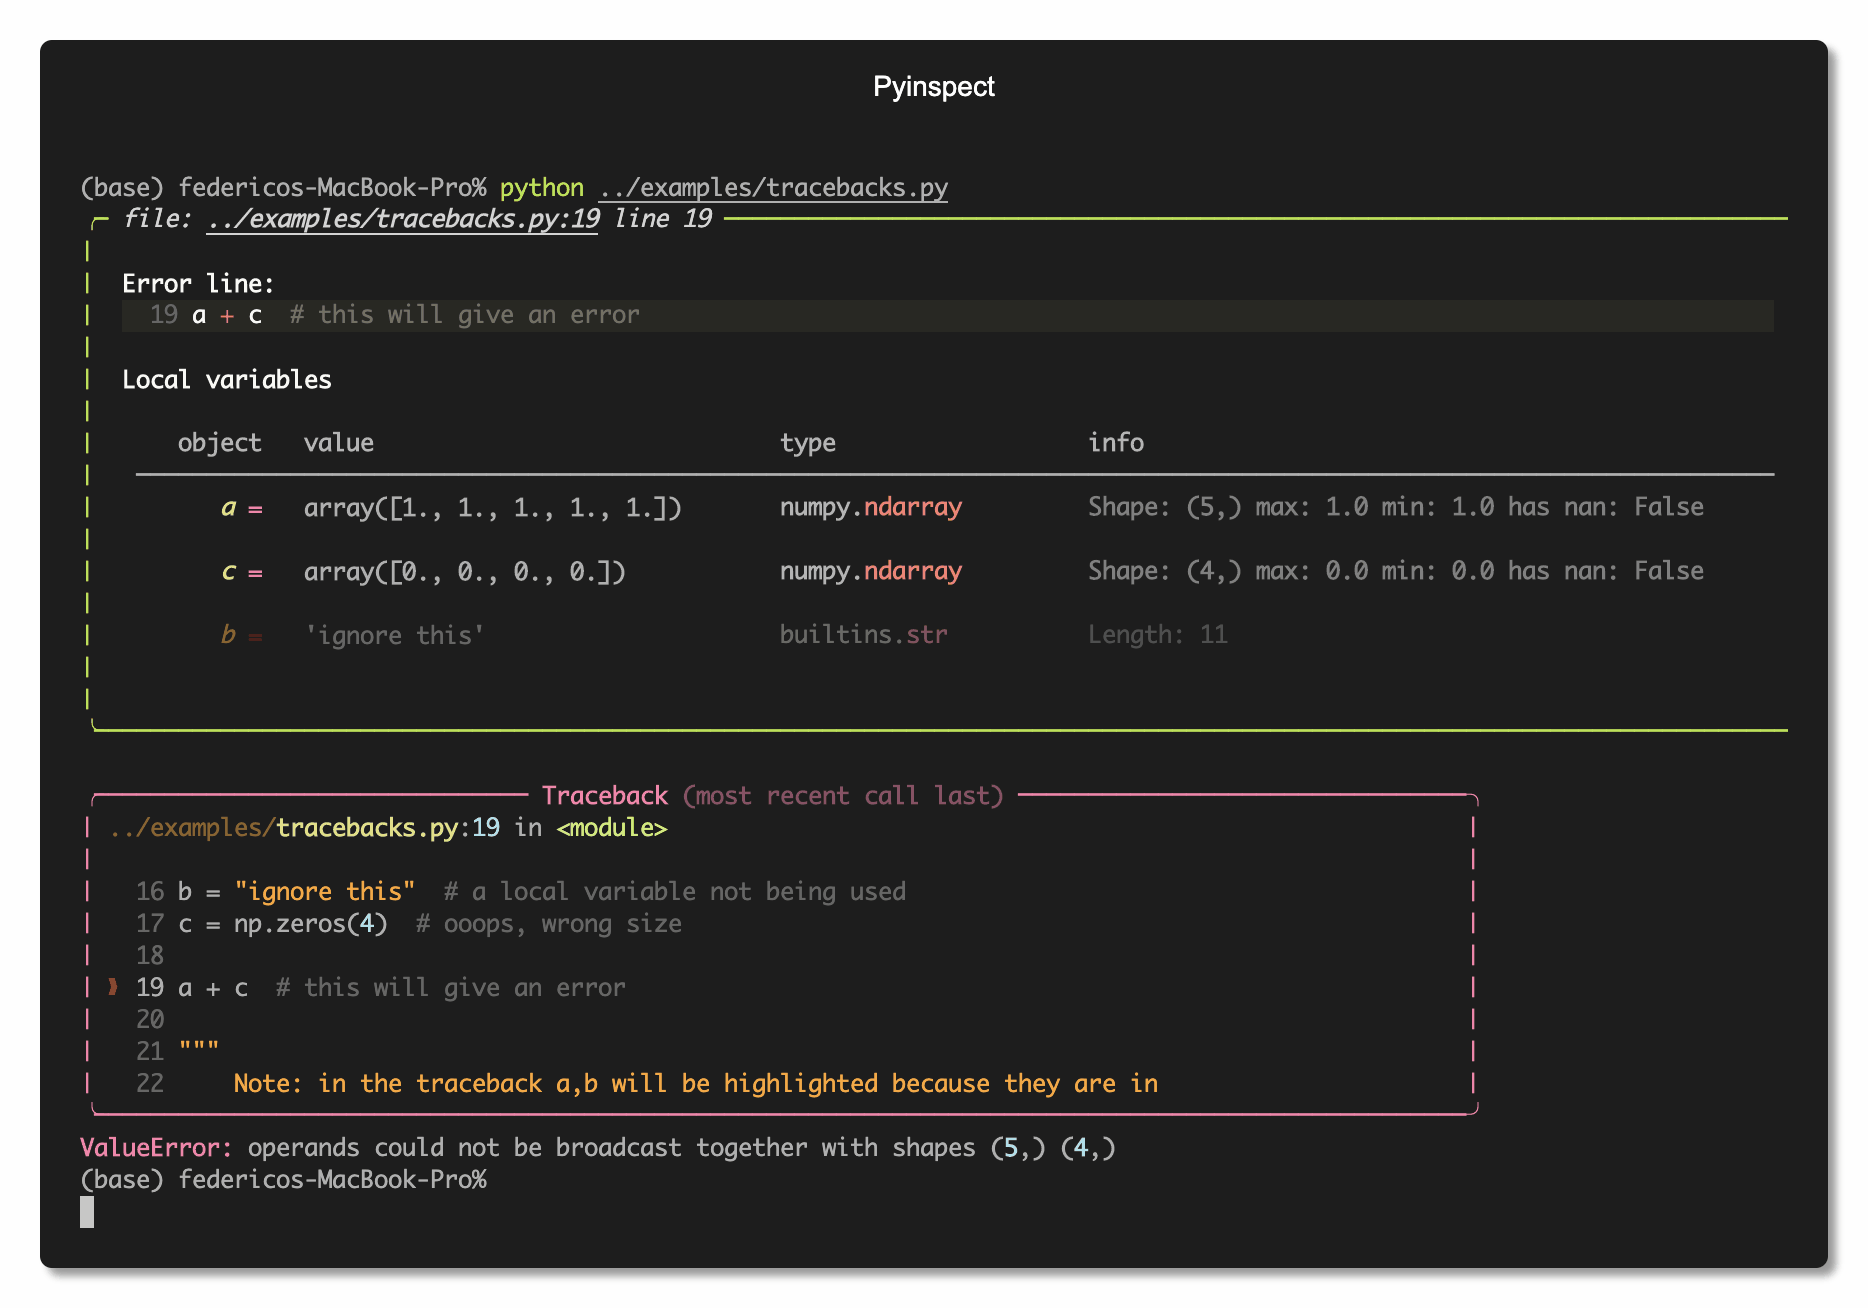 Pyinspect
(base) federicos-MacBook-Pro% python ../examples/tracebacks.py
file: ../examples/tracebacks.py:19 line 19
Error line:
19 a + c  # this will give an error
Local variables
object value type info
a = array([1., 1., 1., 1., 1.]) numpy.ndarray Shape: (5,) max: 1.0 min: 1.0 has nan: False
c = array([0., 0., 0., 0.]) numpy.ndarray Shape: (4,) max: 0.0 min: 0.0 has nan: False
b = 'ignore this' builtins.str Length: 11
Traceback (most recent call last)
../examples/tracebacks.py:19 in <module>
16 b = "ignore this"  # a local variable not being used
17 c = np.zeros(4)  # ooops, wrong size
18
❱ 19 a + c  # this will give an error
20
21 """
22     Note: in the traceback a,b will be highlighted because they are in
ValueError: operands could not be broadcast together with shapes (5,) (4,)
(base) federicos-MacBook-Pro%